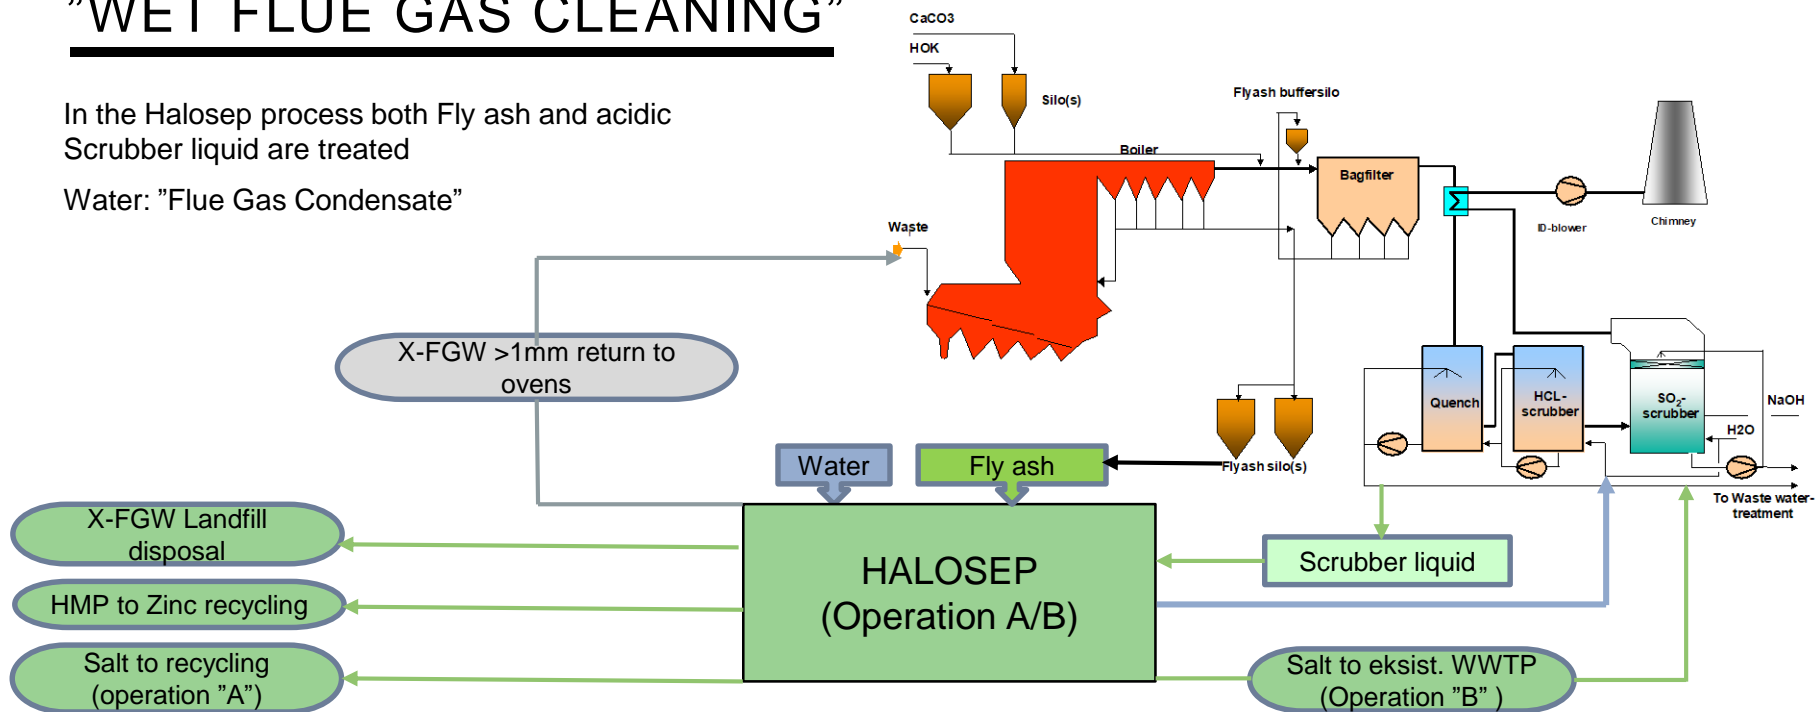 ”WET FLUE GAS CLEANING”
In the Halosep process both Fly ash and acidic
Scrubber liquid are treated
Water: ”Flue Gas Condensate”
CaCO3
HOK
Silo(s)
Flyash buffersilo
Boiler
Bagfilter
Waste
ID-blower
Chimney
X-FGW >1mm return to
ovens
Quench
HCL-
scrubber
SO2-
scrubber
NaOH
H2O
Flyash silo(s)
To Waste water-
treatment
Water
Fly ash
X-FGW Landfill
disposal
HMP to Zinc recycling
Salt to recycling
(operation ”A”)
HALOSEP
(Operation A/B)
Scrubber liquid
Salt to eksist. WWTP
(Operation ”B” )
Σ